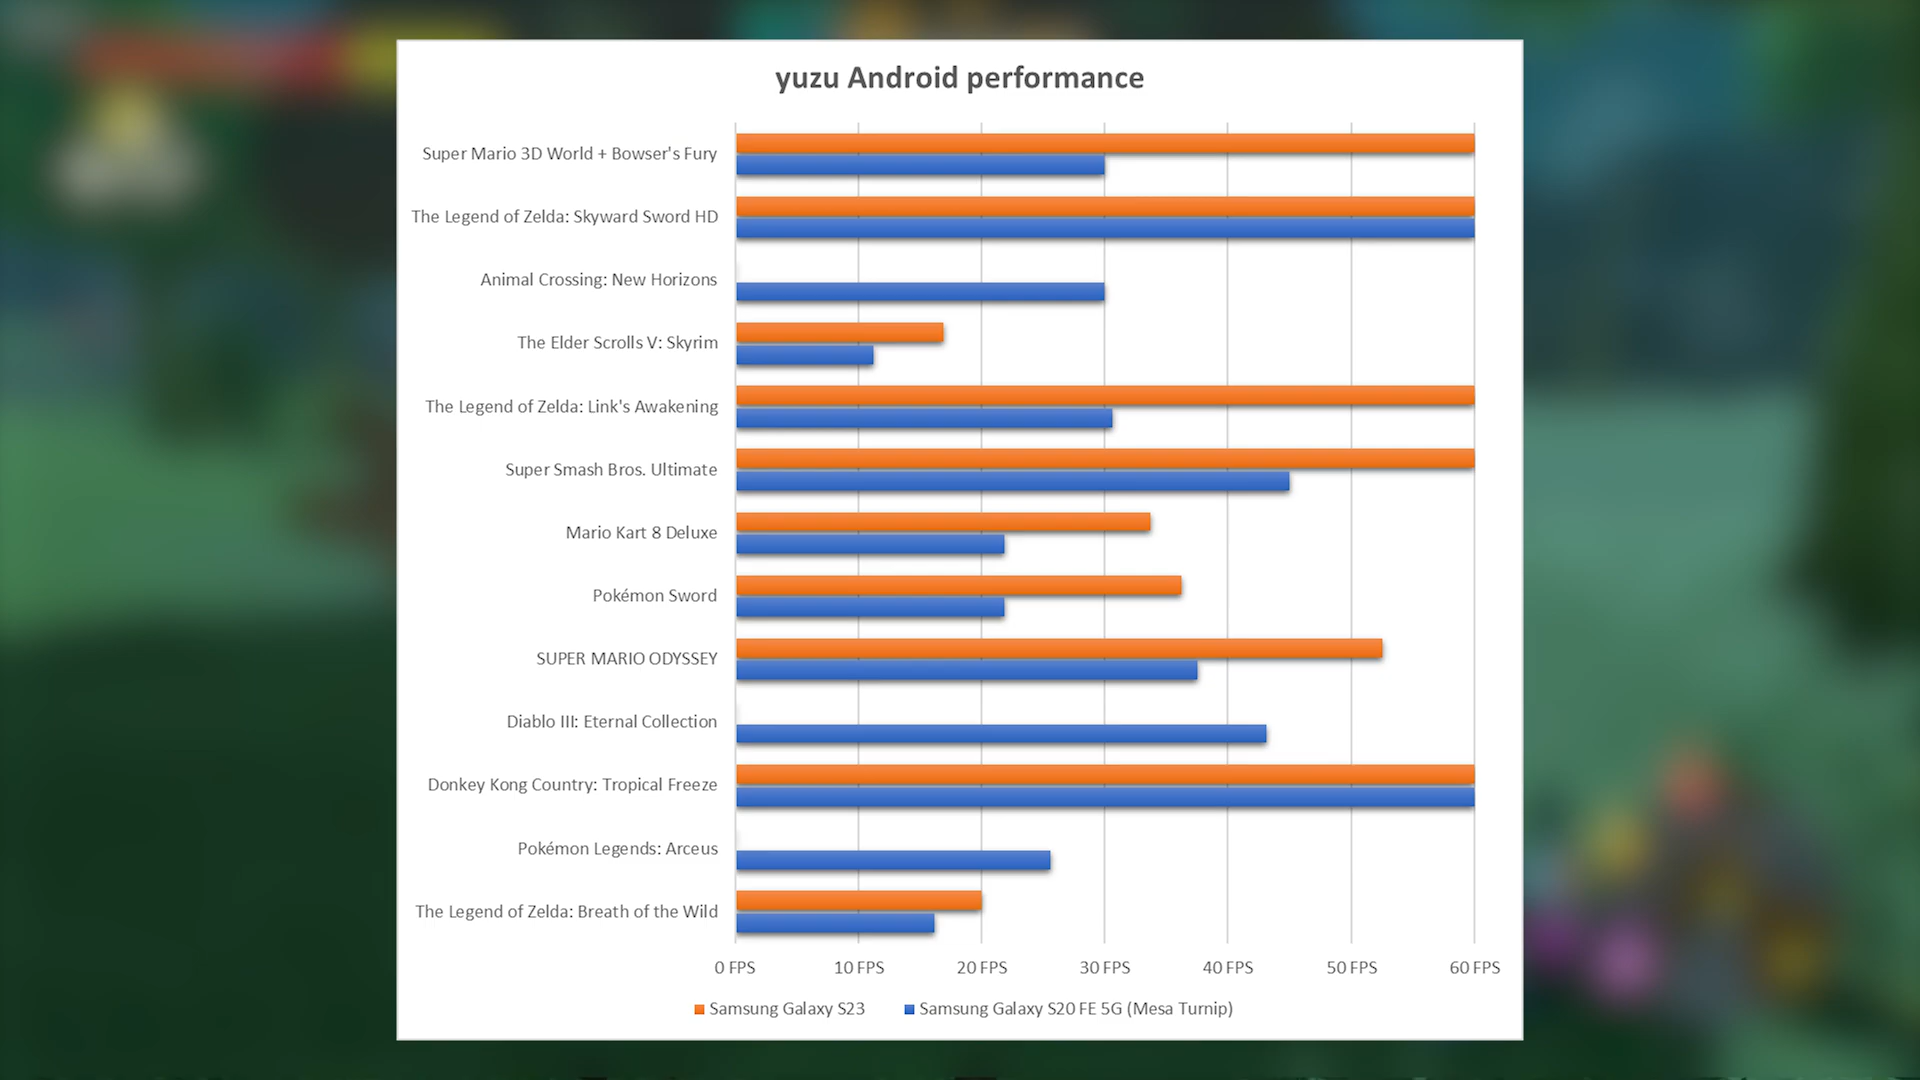 yuzu Android performance
Super Mario 3D World + Bowser's Fury
The Legend of Zelda: Skyward Sword HD
Animal Crossing: New Horizons
The Elder Scrolls V: Skyrim
The Legend of Zelda: Link's Awakening
Super Smash Bros. Ultimate
Mario Kart 8 Deluxe
Pokémon Sword
SUPER MARIO ODYSSEY
Diablo III: Eternal Collection
Donkey Kong Country: Tropical Freeze
Pokémon Legends: Arceus
The Legend of Zelda: Breath of the Wild
0 FPS 10 FPS 20 FPS 30 FPS 40 FPS 50 FPS 60 FPS
Samsung Galaxy S23 Samsung Galaxy S20 FE 5G (Mesa Turnip)